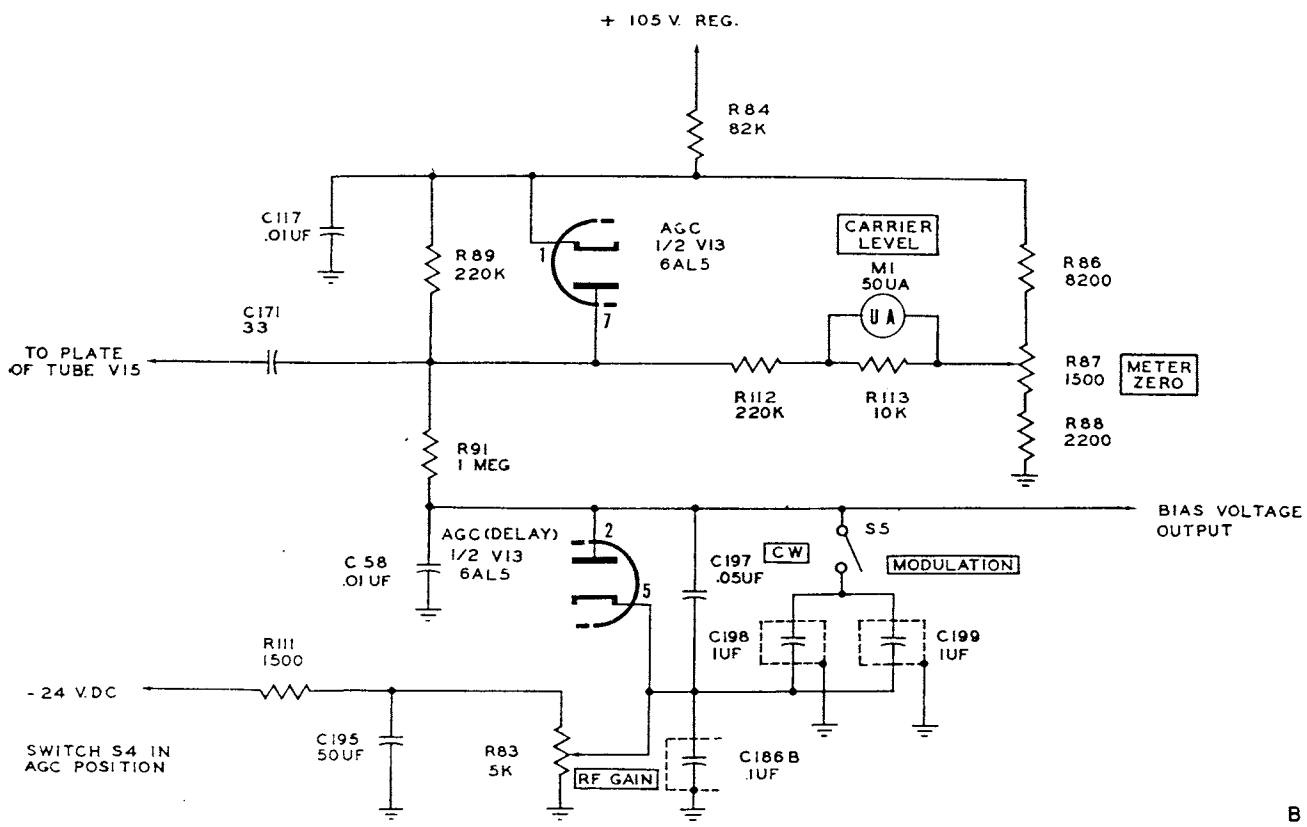 + 105 V. REG.
R84
82K
C117
.01UF
R89
220K
1
7
AGC
1/2 V13
6AL5
CARRIER
LEVEL
M1
50UA
UA
R86
8200
C171
33
TO PLATE
OF TUBE V15
R112
220K
R113
10K
R87
1500
METER
ZERO
R88
2200
R91
1 MEG
BIAS VOLTAGE
OUTPUT
AGC (DELAY)
1/2 V13
6AL5
2
5
C58
.01UF
C197
.05UF
CW
S5
MODULATION
C198
1UF
C199
1UF
R111
1500
- 24 V. DC
SWITCH S4 IN
AGC POSITION
C195
50UF
R83
5K
RF GAIN
C186B
.1UF
B